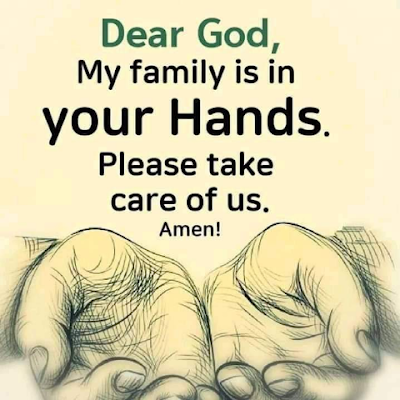 Dear God,
My family is in
your Hands.
Please take
care of us.
Amen!